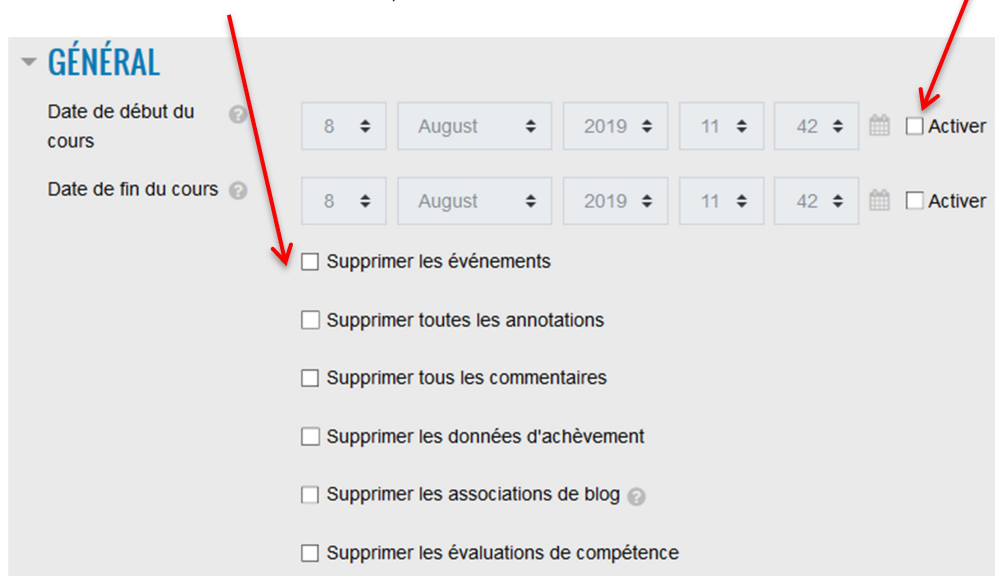 GÉNÉRAL
Date de début du
cours
8 August 2019 11 42 Activer
Date de fin du cours
8 August 2019 11 42 Activer
Supprimer les événements
Supprimer toutes les annotations
Supprimer tous les commentaires
Supprimer les données d'achèvement
Supprimer les associations de blog
Supprimer les évaluations de compétence